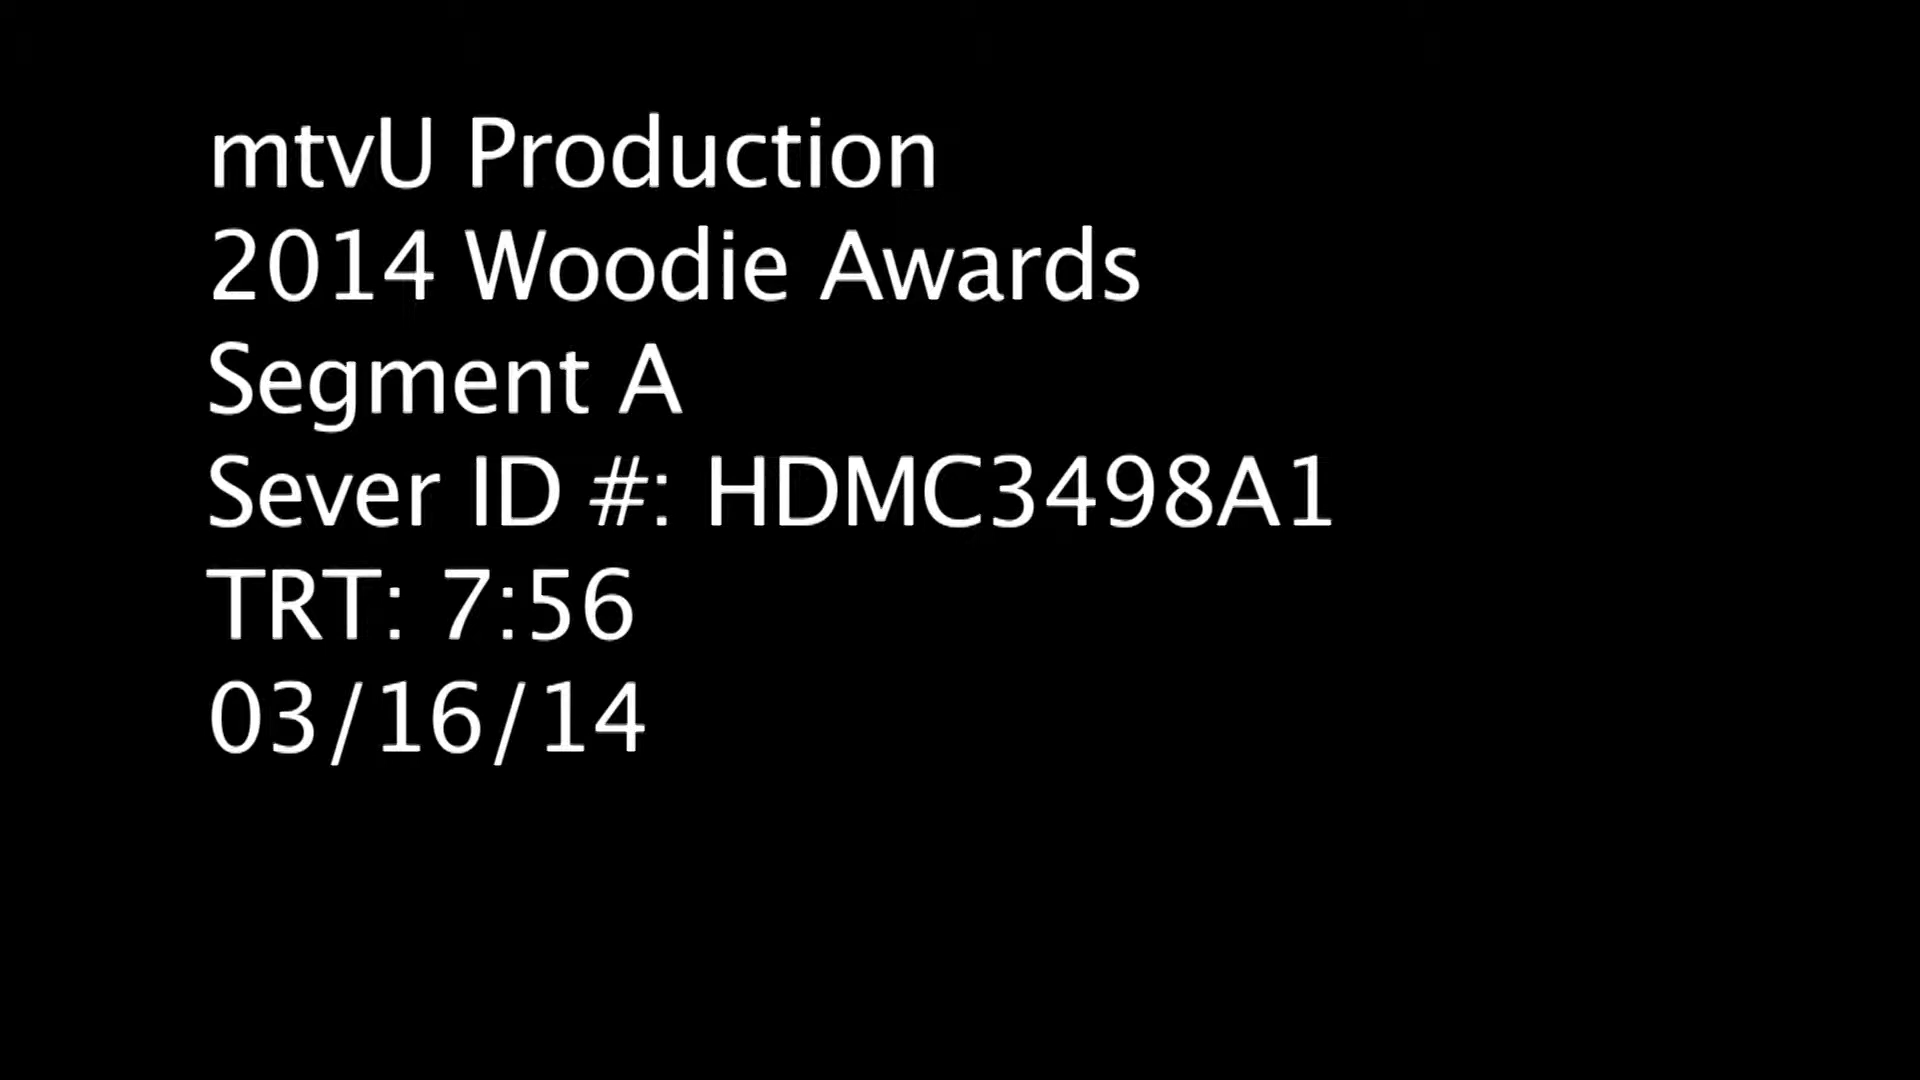 mtvU Production
2014 Woodie Awards
Segment A
Sever ID #: HDMC3498A1
TRT: 7:56
03/16/14